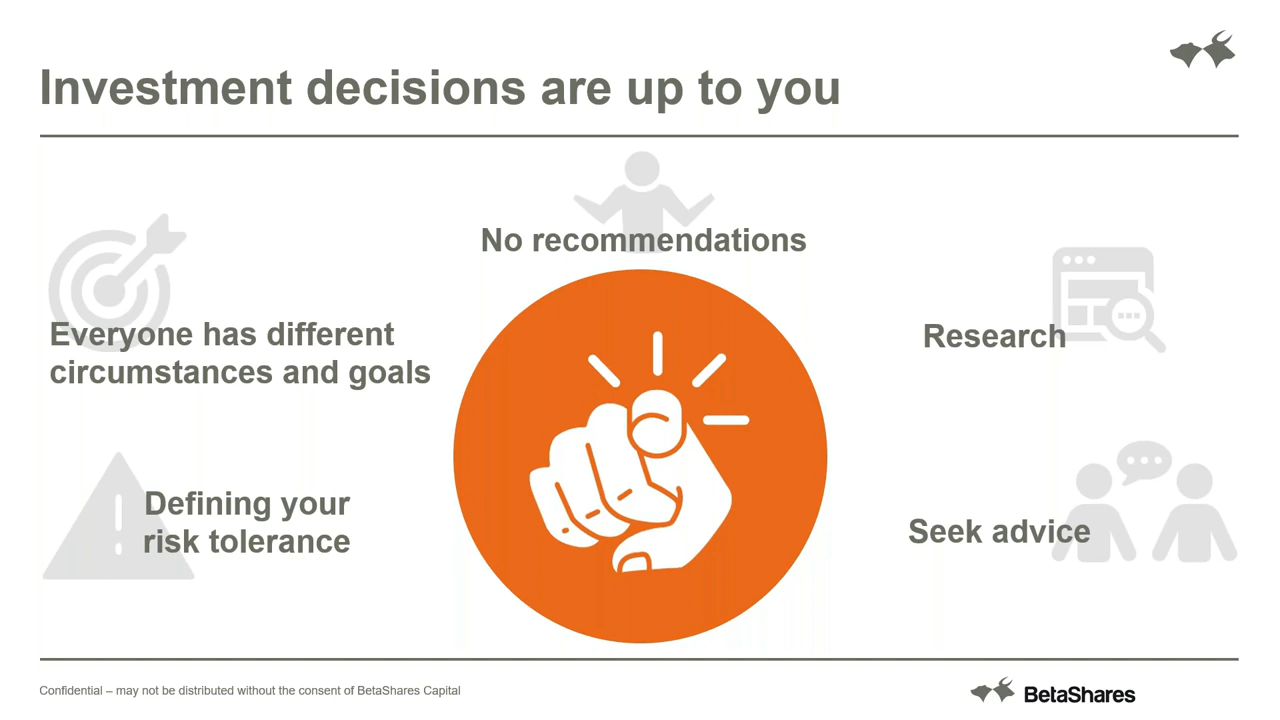 Investment decisions are up to you
No recommendations
Everyone has different
circumstances and goals
Research
Defining your
risk tolerance
Seek advice
Confidential – may not be distributed without the consent of BetaShares Capital
BetaShares